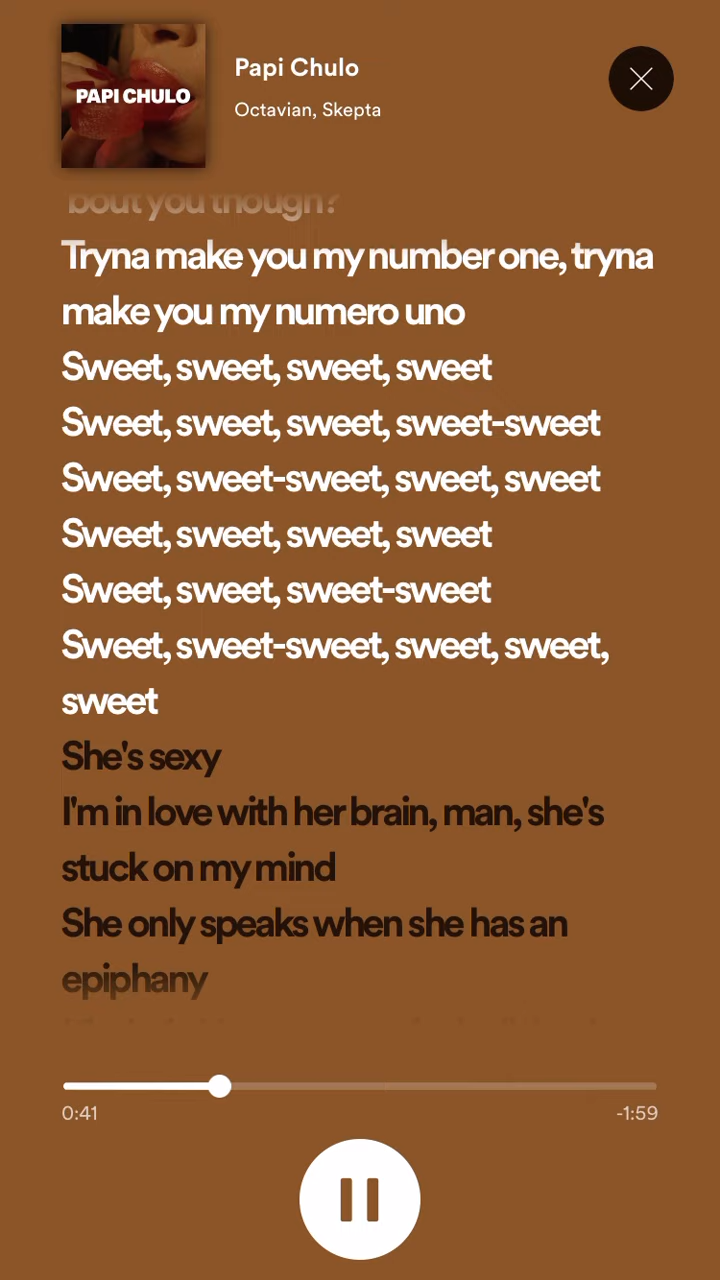 PAPI CHULO
Papi Chulo
Octavian, Skepta
bout you though?
Tryna make you my number one, tryna
make you my numero uno
Sweet, sweet, sweet, sweet
Sweet, sweet, sweet, sweet-sweet
Sweet, sweet-sweet, sweet, sweet
Sweet, sweet, sweet, sweet
Sweet, sweet, sweet-sweet
Sweet, sweet-sweet, sweet, sweet,
sweet
She's sexy
I'm in love with her brain, man, she's
stuck on my mind
She only speaks when she has an
epiphany
0:41
-1:59